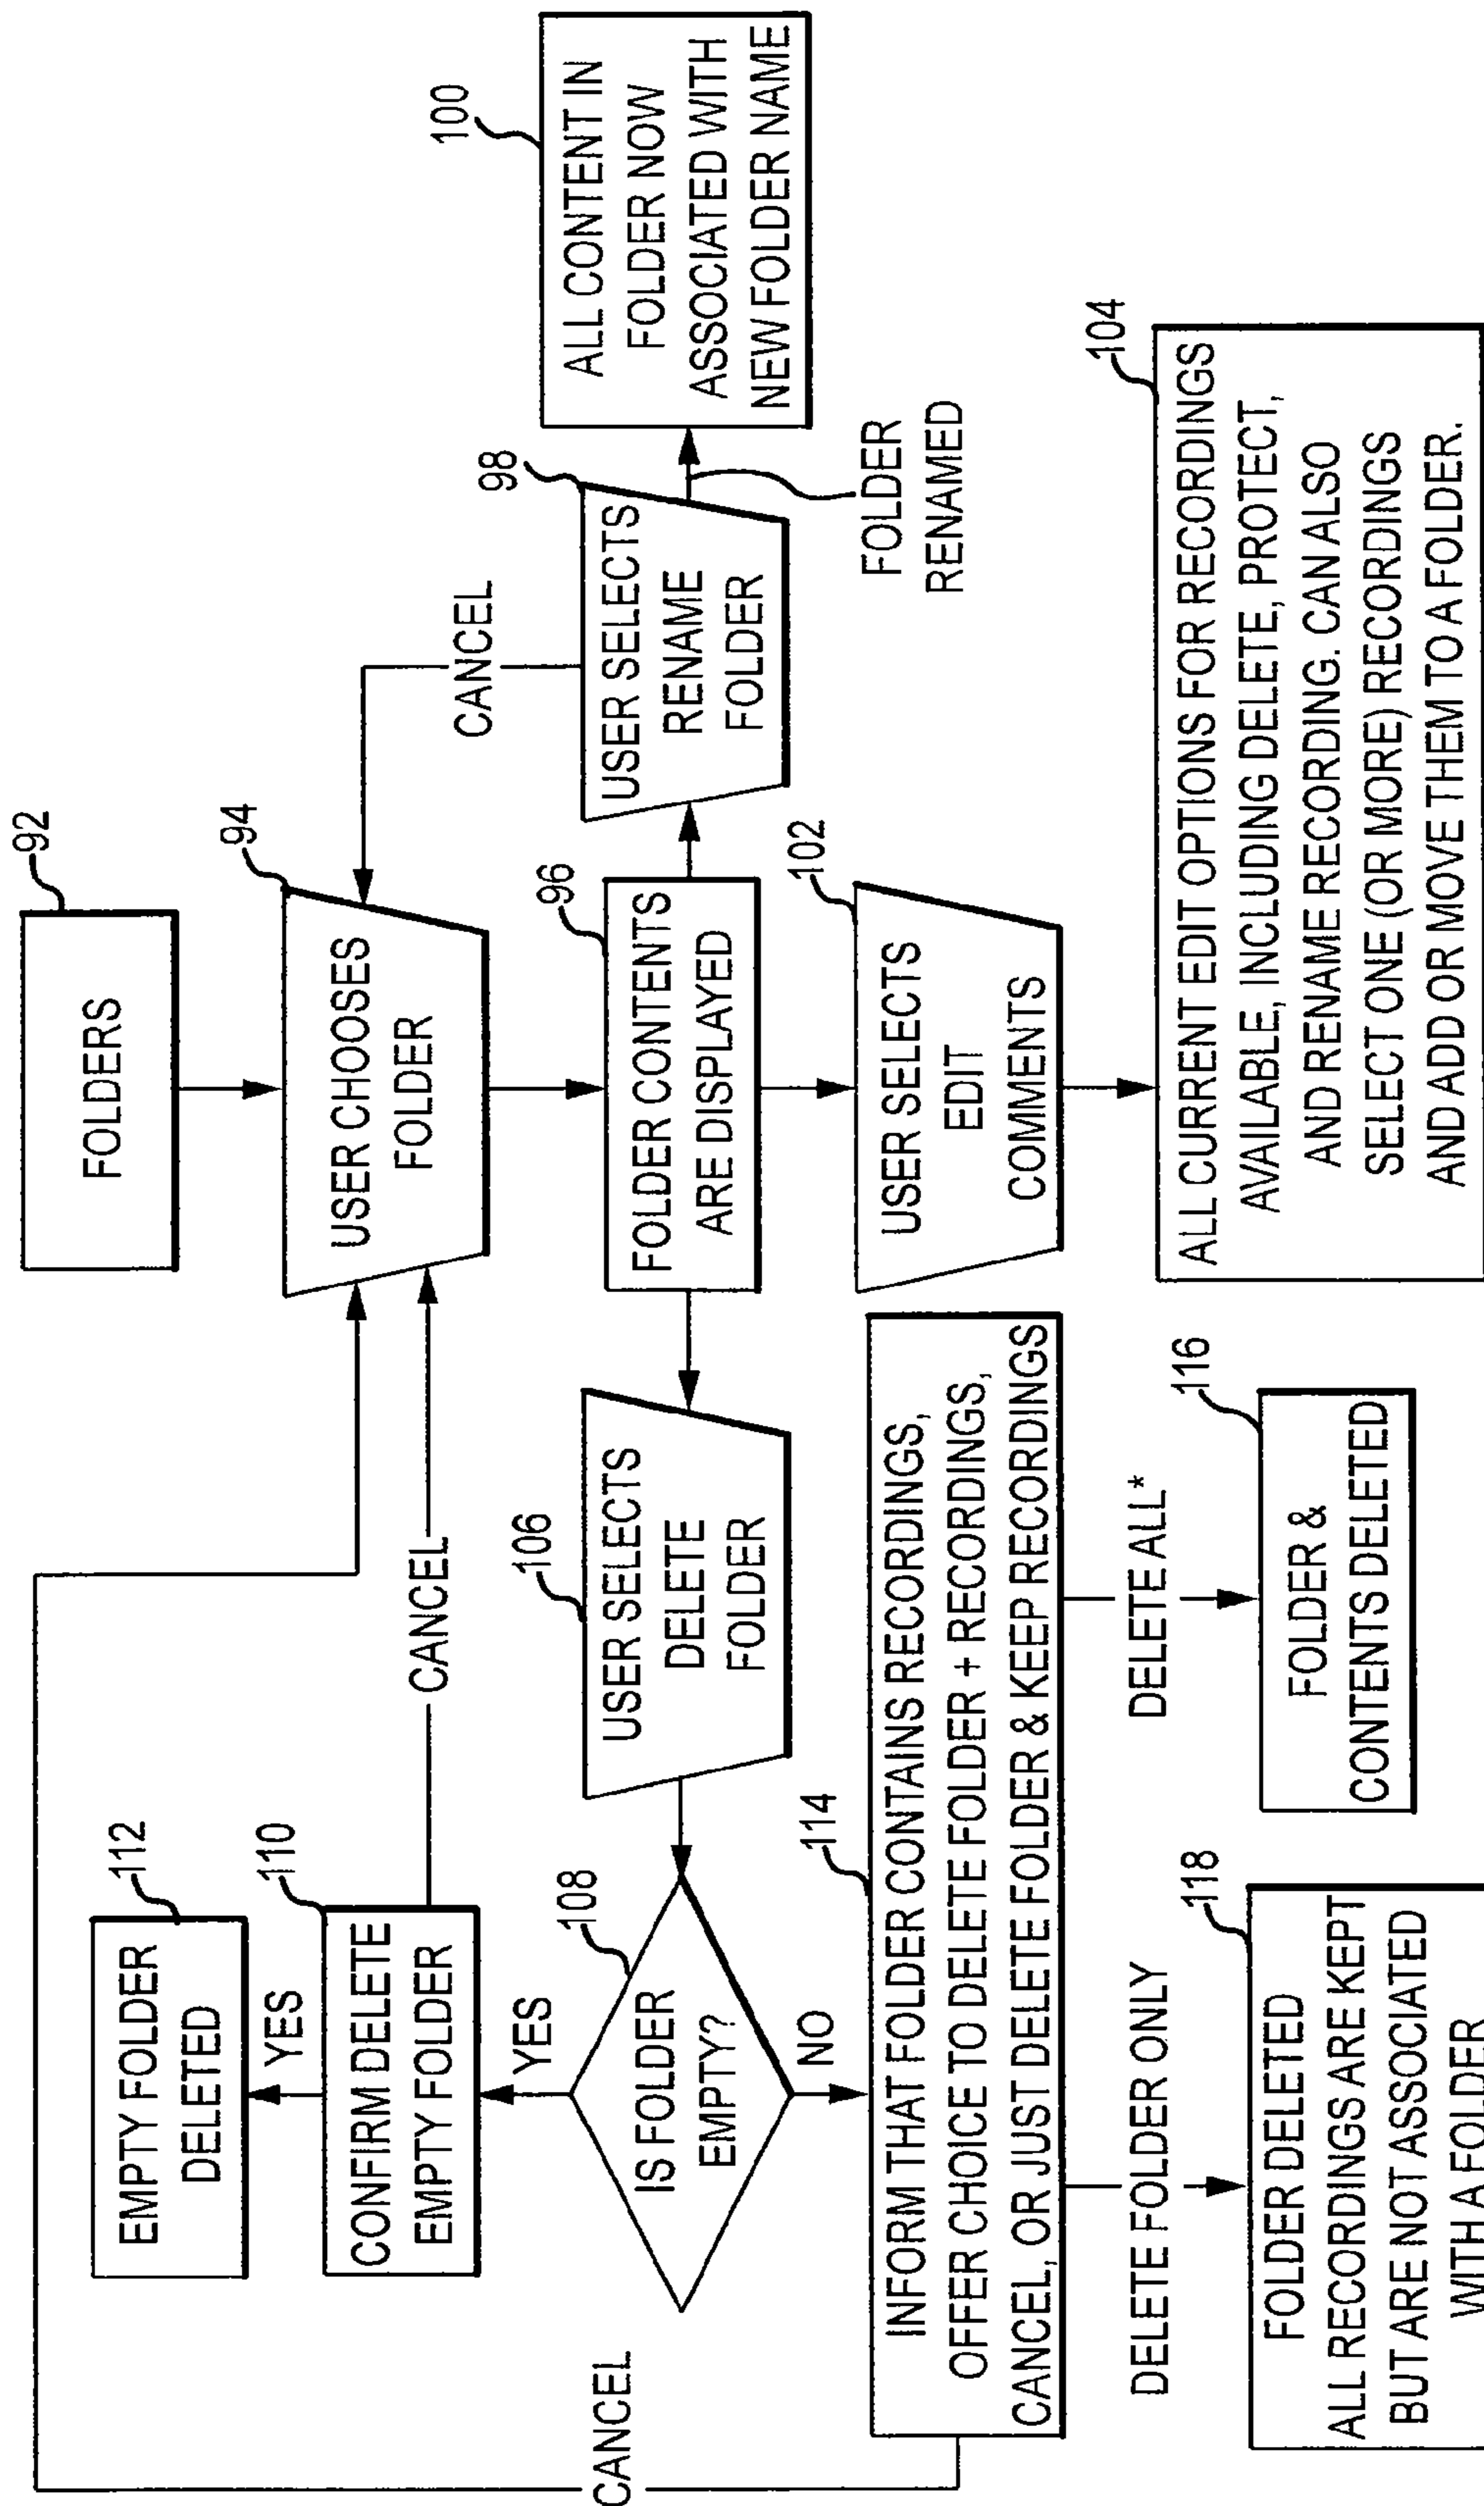 92
FOLDERS
94
USER CHOOSES
FOLDER
CANCEL
CANCEL
96
FOLDER CONTENTS
ARE DISPLAYED
98
USER SELECTS
RENAME
FOLDER
FOLDER
RENAMED
100
ALL CONTENT IN
FOLDER NOW
ASSOCIATED WITH
NEW FOLDER NAME
102
USER SELECTS
EDIT
COMMENTS
104
ALL CURRENT EDIT OPTIONS FOR RECORDINGS
AVAILABLE, INCLUDING DELETE, PROTECT,
AND RENAME RECORDING. CAN ALSO
SELECT ONE (OR MORE) RECORDINGS
AND ADD OR MOVE THEM TO A FOLDER.
106
USER SELECTS
DELETE
FOLDER
108
IS FOLDER
EMPTY?
YES
110
CONFIRM DELETE
EMPTY FOLDER
YES
112
EMPTY FOLDER
DELETED
NO
114
INFORM THAT FOLDER CONTAINS RECORDINGS,
OFFER CHOICE TO DELETE FOLDER + RECORDINGS,
CANCEL, OR JUST DELETE FOLDER & KEEP RECORDINGS
CANCEL
DELETE ALL*
116
FOLDER &
CONTENTS DELETED
DELETE FOLDER ONLY
118
FOLDER DELETED
ALL RECORDINGS ARE KEPT
BUT ARE NOT ASSOCIATED
WITH A FOLDER